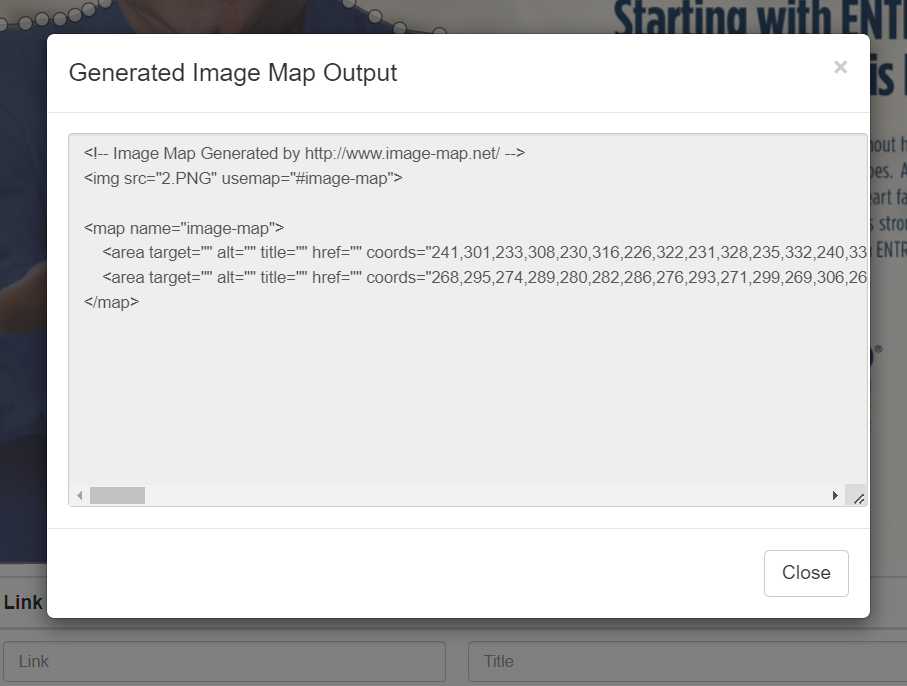 Starting with
is
Generated Image Map Output
×
<!-- Image Map Generated by http://www.image-map.net/ -->
<img src="2.PNG" usemap="#image-map">
<map name="image-map">
<area target="" alt="" title="" href="" coords="241,301,233,308,230,316,226,322,231,328,235,332,240,33
<area target="" alt="" title="" href="" coords="268,295,274,289,280,282,286,276,293,271,299,269,306,26
</map>
Close
Link
Link
Title